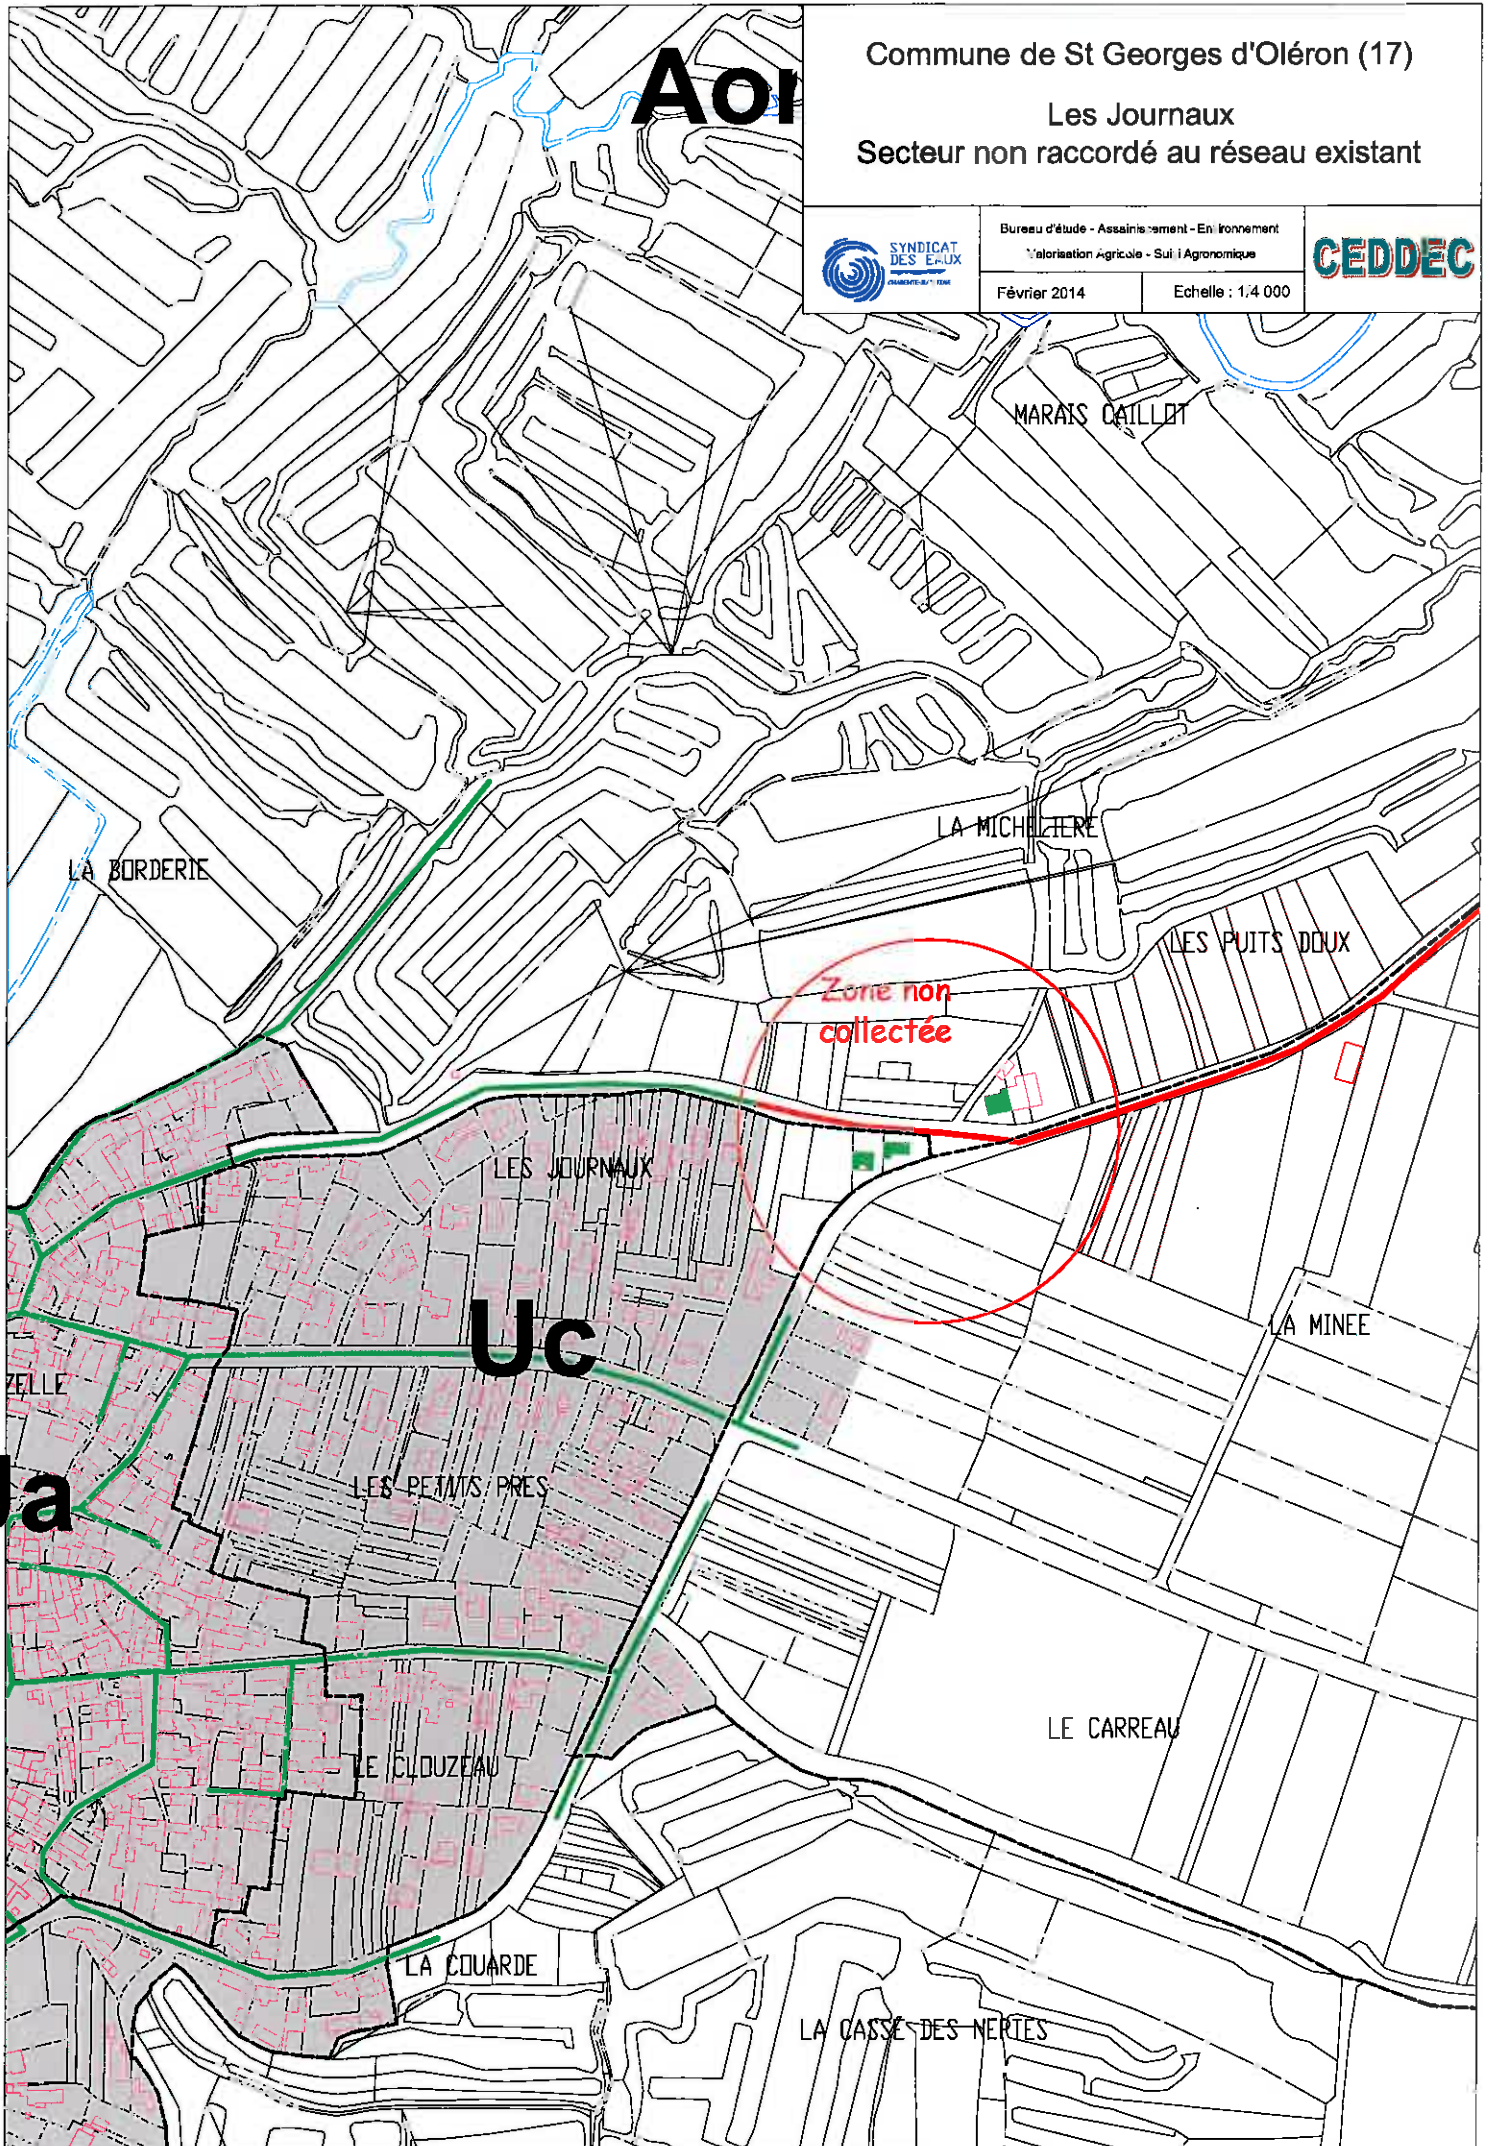 Commune de St Georges d'Oléron (17)
Les Journaux
Secteur non raccordé au réseau existant
SYNDICAT
DES EAUX
Bureau d'étude - Assainissement - Environnement
Valorisation Agricole - Suivi Agronomique
Février 2014
Echelle : 1/4 000
CEDDEC
MARAIS CAILLOT
LA MICHELIERE
LA BORDERIE
LES PUITS DOUX
Zone non
collectée
LES JOURNAUX
Uc
LA MINEE
ZELLE
LES PETITS PRES
LE CARREAU
LE CLOUZEAU
LA COUARDE
LA CASSE DES NERTES